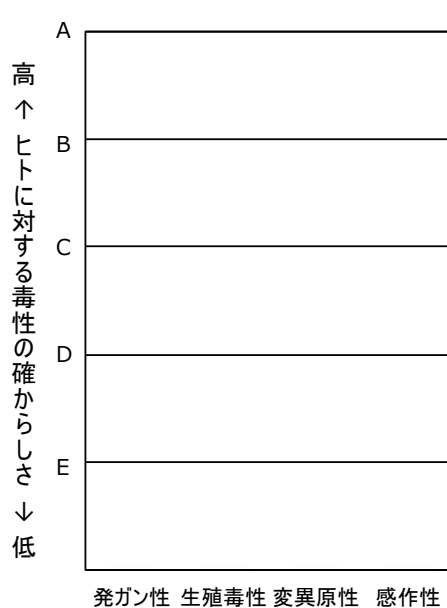 A
B
C
D
E
高 ↑ ヒトに対する毒性の確からしさ ↓ 低
発ガン性 生殖毒性 変異原性 感作性